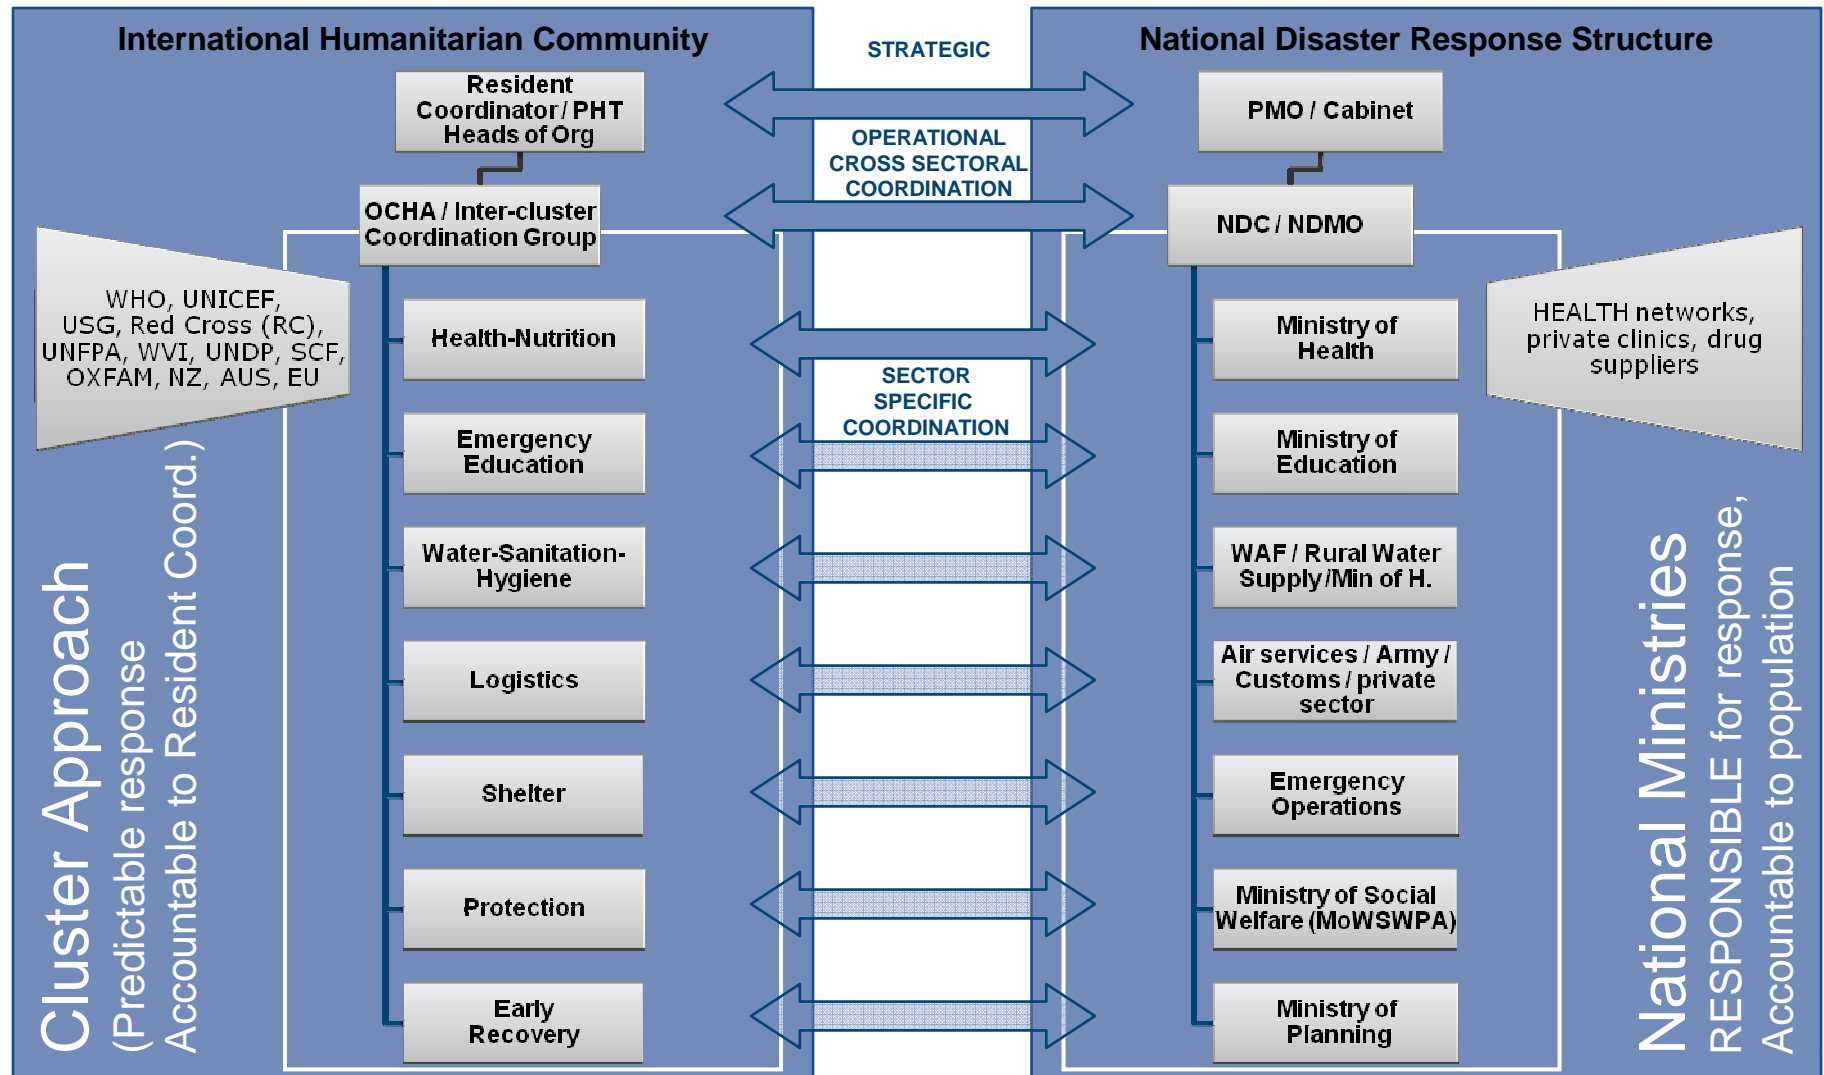 International Humanitarian Community
Resident
Coordinator / PHT
Heads of Org
OCHA / Inter-cluster
Coordination Group
WHO, UNICEF,
USG, Red Cross (RC),
UNFPA, WVI, UNDP, SCF,
OXFAM, NZ, AUS, EU
Health-Nutrition
Emergency
Education
Water-Sanitation-
Hygiene
Logistics
Shelter
Protection
Early
Recovery
Cluster Approach
(Predictable response
Accountable to Resident Coord.)
STRATEGIC
OPERATIONAL
CROSS SECTORAL
COORDINATION
SECTOR
SPECIFIC
COORDINATION
National Disaster Response Structure
PMO / Cabinet
NDC / NDMO
Ministry of
Health
Ministry of
Education
WAF / Rural Water
Supply /Min of H.
Air services / Army /
Customs / private
sector
Emergency
Operations
Ministry of Social
Welfare (MoWSWPA)
Ministry of
Planning
HEALTH networks,
private clinics, drug
suppliers
National Ministries
RESPONSIBLE for response,
Accountable to population